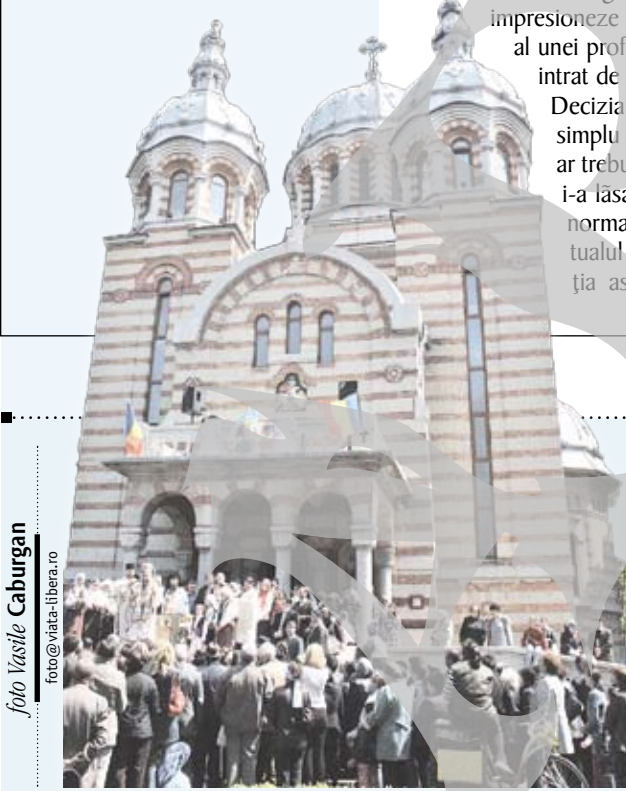 impresioneze
al unei prof
intrat de
Decizia
simplu
ar trebu
i-a lăsa
norma
tualul
ţia as
foto Vasile Caburgan
foto@viata-libera.ro